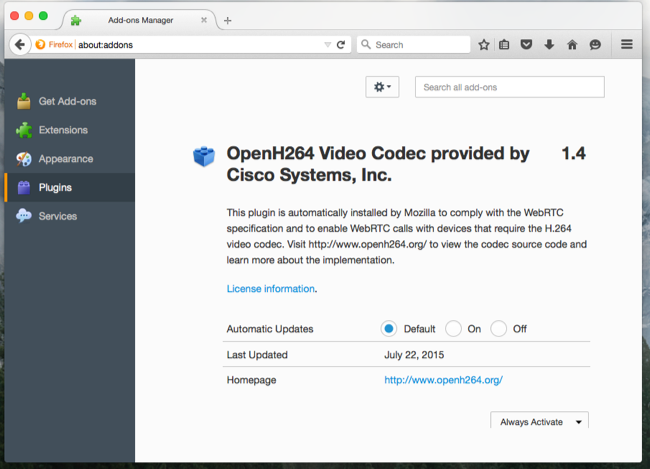 Add-ons Manager
Firefox
about:addons
Search
Get Add-ons
Extensions
Appearance
Plugins
Services
Search all add-ons
OpenH264 Video Codec provided by 1.4
Cisco Systems, Inc.
This plugin is automatically installed by Mozilla to comply with the WebRTC
specification and to enable WebRTC calls with devices that require the H.264
video codec. Visit http://www.openh264.org/ to view the codec source code and
learn more about the implementation.
License information.
Automatic Updates Default On Off
Last Updated July 22, 2015
Homepage http://www.openh264.org/
Always Activate